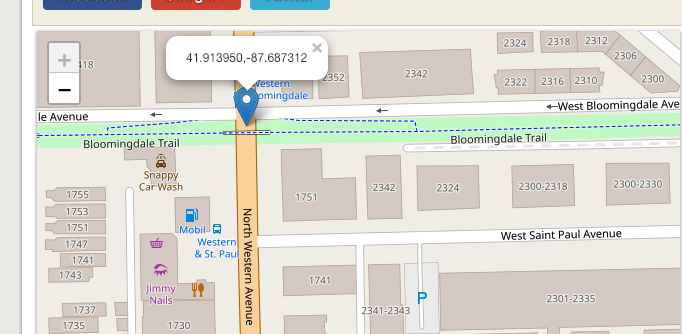 41.913950,-87.687312
×
+
−
418
2352
2342
2324
2318
2312
2306
2322
2316
2310
2300
Western
Bloomingdale
le Avenue
West Bloomingdale Ave
Bloomingdale Trail
Bloomingdale Trail
Snappy
Car Wash
1755
1753
1751
1747
1741
1743
1737
1735
Mobil
Western
& St. Paul
Jimmy
Nails
1730
North Western Avenue
1751
2342
2324
2300-2318
2300-2330
West Saint Paul Avenue
1741
2341-2343
P
2301-2335